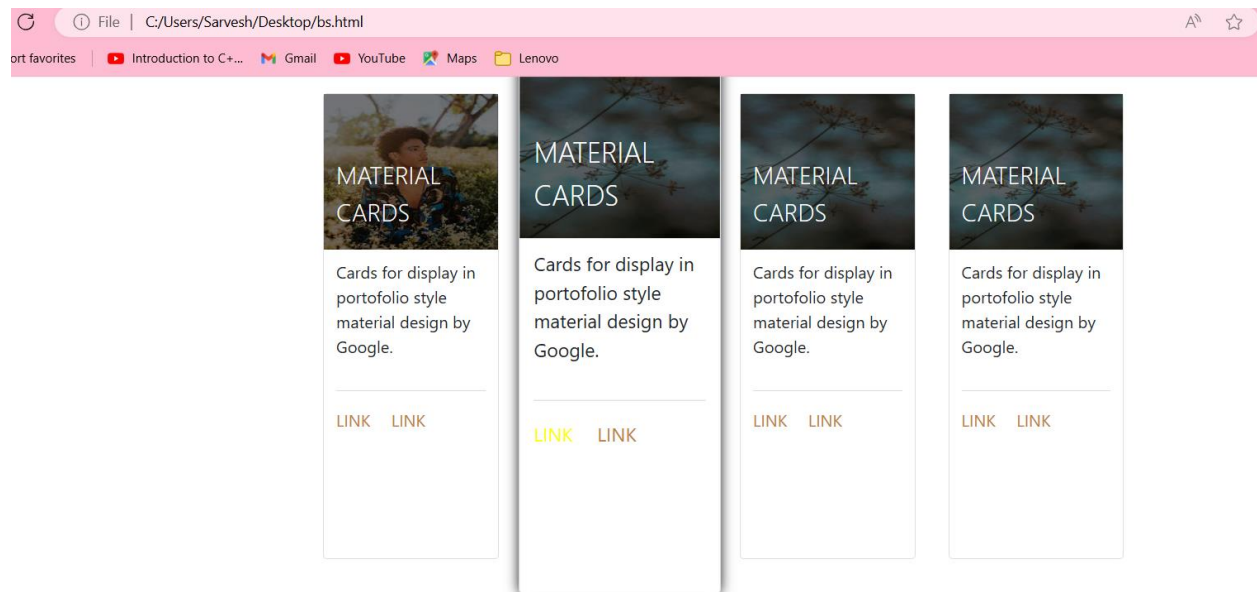 File | C:/Users/Sarvesh/Desktop/bs.html
ort favorites Introduction to C+... Gmail YouTube Maps Lenovo
MATERIAL
CARDS
Cards for display in
portofolio style
material design by
Google.
LINK LINK
MATERIAL
CARDS
Cards for display in
portofolio style
material design by
Google.
LINK LINK
MATERIAL
CARDS
Cards for display in
portofolio style
material design by
Google.
LINK LINK
MATERIAL
CARDS
Cards for display in
portofolio style
material design by
Google.
LINK LINK